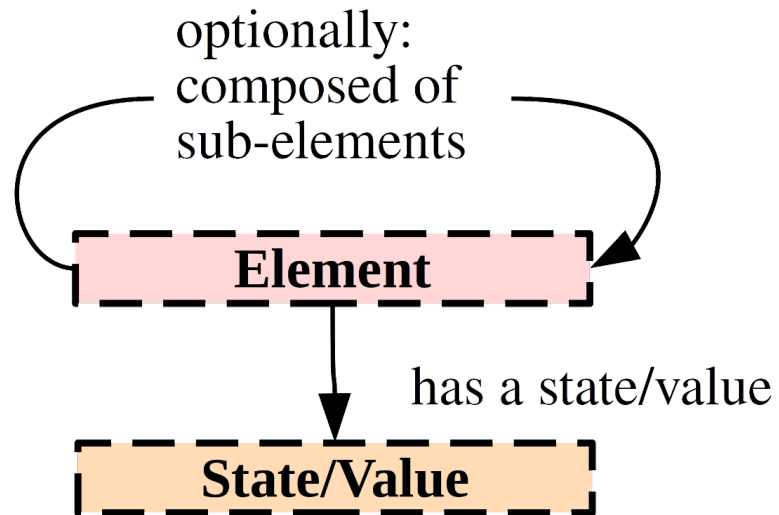 optionally:
composed of
sub-elements
Element
has a state/value
State/Value